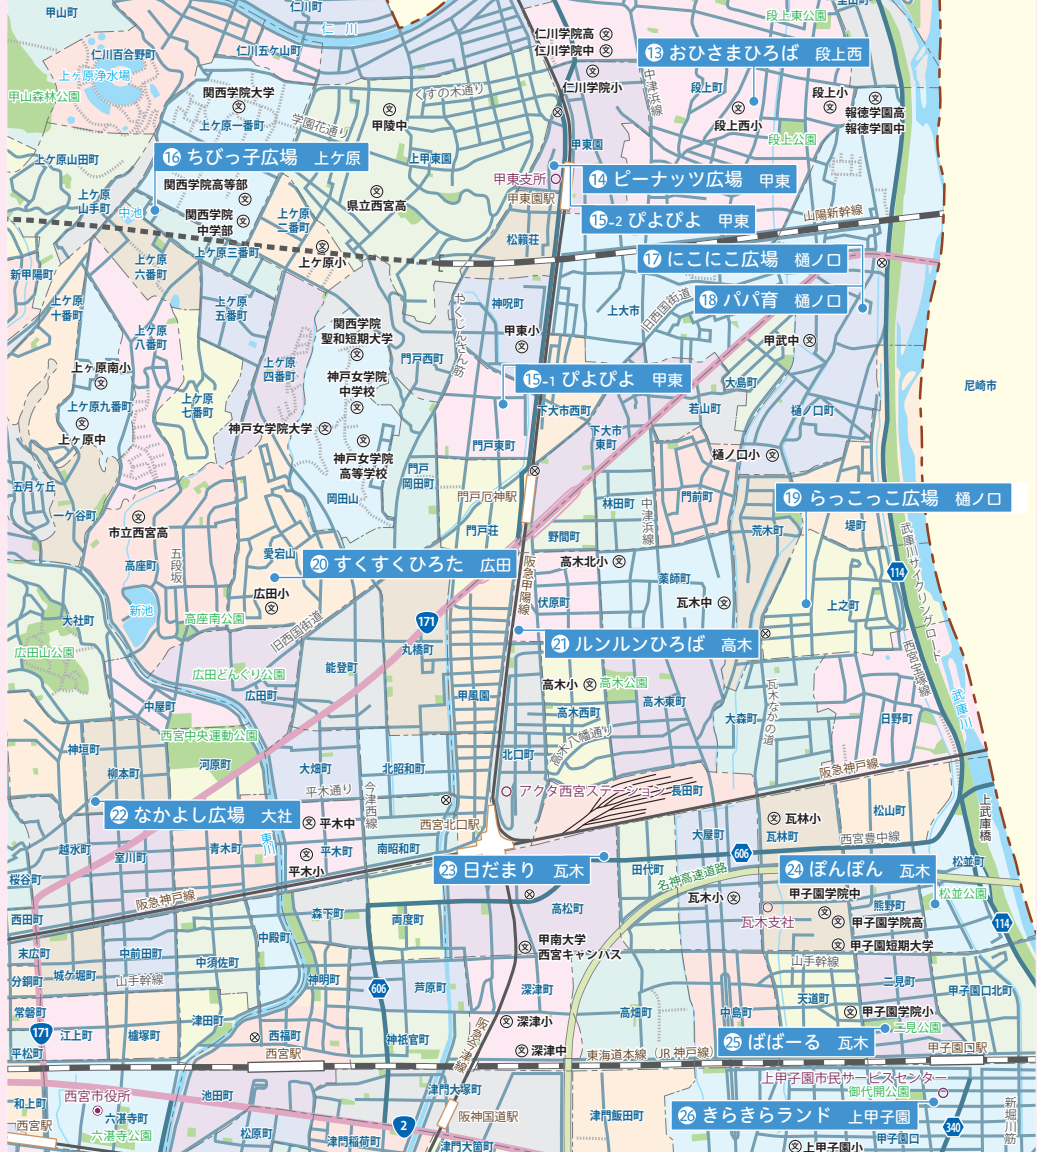 甲山町
仁川町
仁川
段上東公園
仁川百合野町
仁川五ケ山町
仁川学院高
仁川学院中
仁川学院小
⑬ おひさまひろば 段上西
中津浜線
上ヶ原浄水場
甲山森林公園
関西学院大学
上ケ原一番町
学園花通り
くすの木通り
甲陵中
段上町
段上小
段上西小
報徳学園高
報徳学園中
段上公園
上ケ原山田町
⑯ ちびっ子広場 上ケ原
上甲東園
甲東園
甲東支所
甲東園駅
⑭ ピーナッツ広場 甲東
⑮-2 ぴよぴよ 甲東
関西学院高等部
上ケ原
山手町
中池
関西学院
中学部
上ケ原
二番町
県立西宮高
山陽新幹線
松籟荘
上ケ原三番町
上ヶ原小
⑰ にこにこ広場 樋ノ口
⑱ パパ育 樋ノ口
新甲陽町
上ケ原
六番町
上ケ原
十番町
上ケ原
五番町
上ケ原
八番町
やくじんさん筋
神呪町
上大市
旧西国街道
関西学院
聖和短期大学
甲東小
甲武中
上ヶ原南小
上ケ原
四番町
門戸西町
⑮-1 ぴよぴよ 甲東
大島町
尼崎市
神戸女学院
中学校
上ケ原九番町
上ケ原
七番町
下大市西町
若山町
樋ノ口町
上ヶ原中
神戸女学院大学
下大市
東町
門戸東町
神戸女学院
高等学校
樋ノ口小
門戸
岡田町
五月ケ丘
岡田山
門戸厄神駅
林田町
中津浜線
門前町
⑲ らっこっこ広場 樋ノ口
一ケ谷町
市立西宮高
門戸荘
野間町
荒木町
堤町
武庫川サイクリングロード
高座町
五段坂
愛宕山
⑳ すくすくひろた 広田
阪急甲陽線
高木北小
薬師町
114
広田小
伏原町
瓦木中
上之町
新池
大社町
高座南公園
旧西国街道
171
丸橋町
㉑ ルンルンひろば 高木
西宮宝塚線
広田山公園
広田どんぐり公園
能登町
広田町
高木小
高木公園
甲風園
高木西町
高木東町
瓦木なかの道
武庫川
中屋町
大森町
日野町
西宮中央運動公園
神垣町
河原町
高木八幡通り
北口町
柳本町
大畑町
北昭和町
阪急神戸線
平木通り
今津西線
アクタ西宮ステーション
長田町
上武庫橋
㉒ なかよし広場 大社
平木中
西宮北口駅
松山町
瓦林小
大屋町
瓦林町
西宮豊中線
越水町
室川町
青木町
東川
平木町
南昭和町
平木小
606
㉓ 日だまり 瓦木
田代町
名神高速道路
㉔ ぽんぽん 瓦木
松並町
桜谷町
阪急神戸線
瓦木小
甲子園学院中
松並公園
西田町
森下町
両度町
高松町
瓦木支社
熊野町
甲子園学院高
114
甲南大学
西宮キャンパス
甲子園短期大学
末広町
中前田町
中殿町
中須佐町
山手幹線
分銅町
城ケ堀町
山手幹線
神明町
606
芦原町
深津町
二見町
甲子園口北町
天道町
常磐町
津田町
高畑町
中島町
甲子園学院小
171
江上町
櫨塚町
西福町
神祇官町
阪急今津線
深津小
㉕ ばばーる 瓦木
二見公園
平松町
西宮駅
深津中
東海道本線（JR神戸線）
甲子園口駅
西宮市役所
津門大塚町
上甲子園市民サービスセンター
御代開公園
和上町
池田町
六湛寺町
西宮駅
六湛寺公園
松原町
2
津門稲荷町
阪神国道駅
津門大箇町
津門飯田町
㉖ きらきらランド 上甲子園
340
新堀川筋
甲子園口
上甲子園小